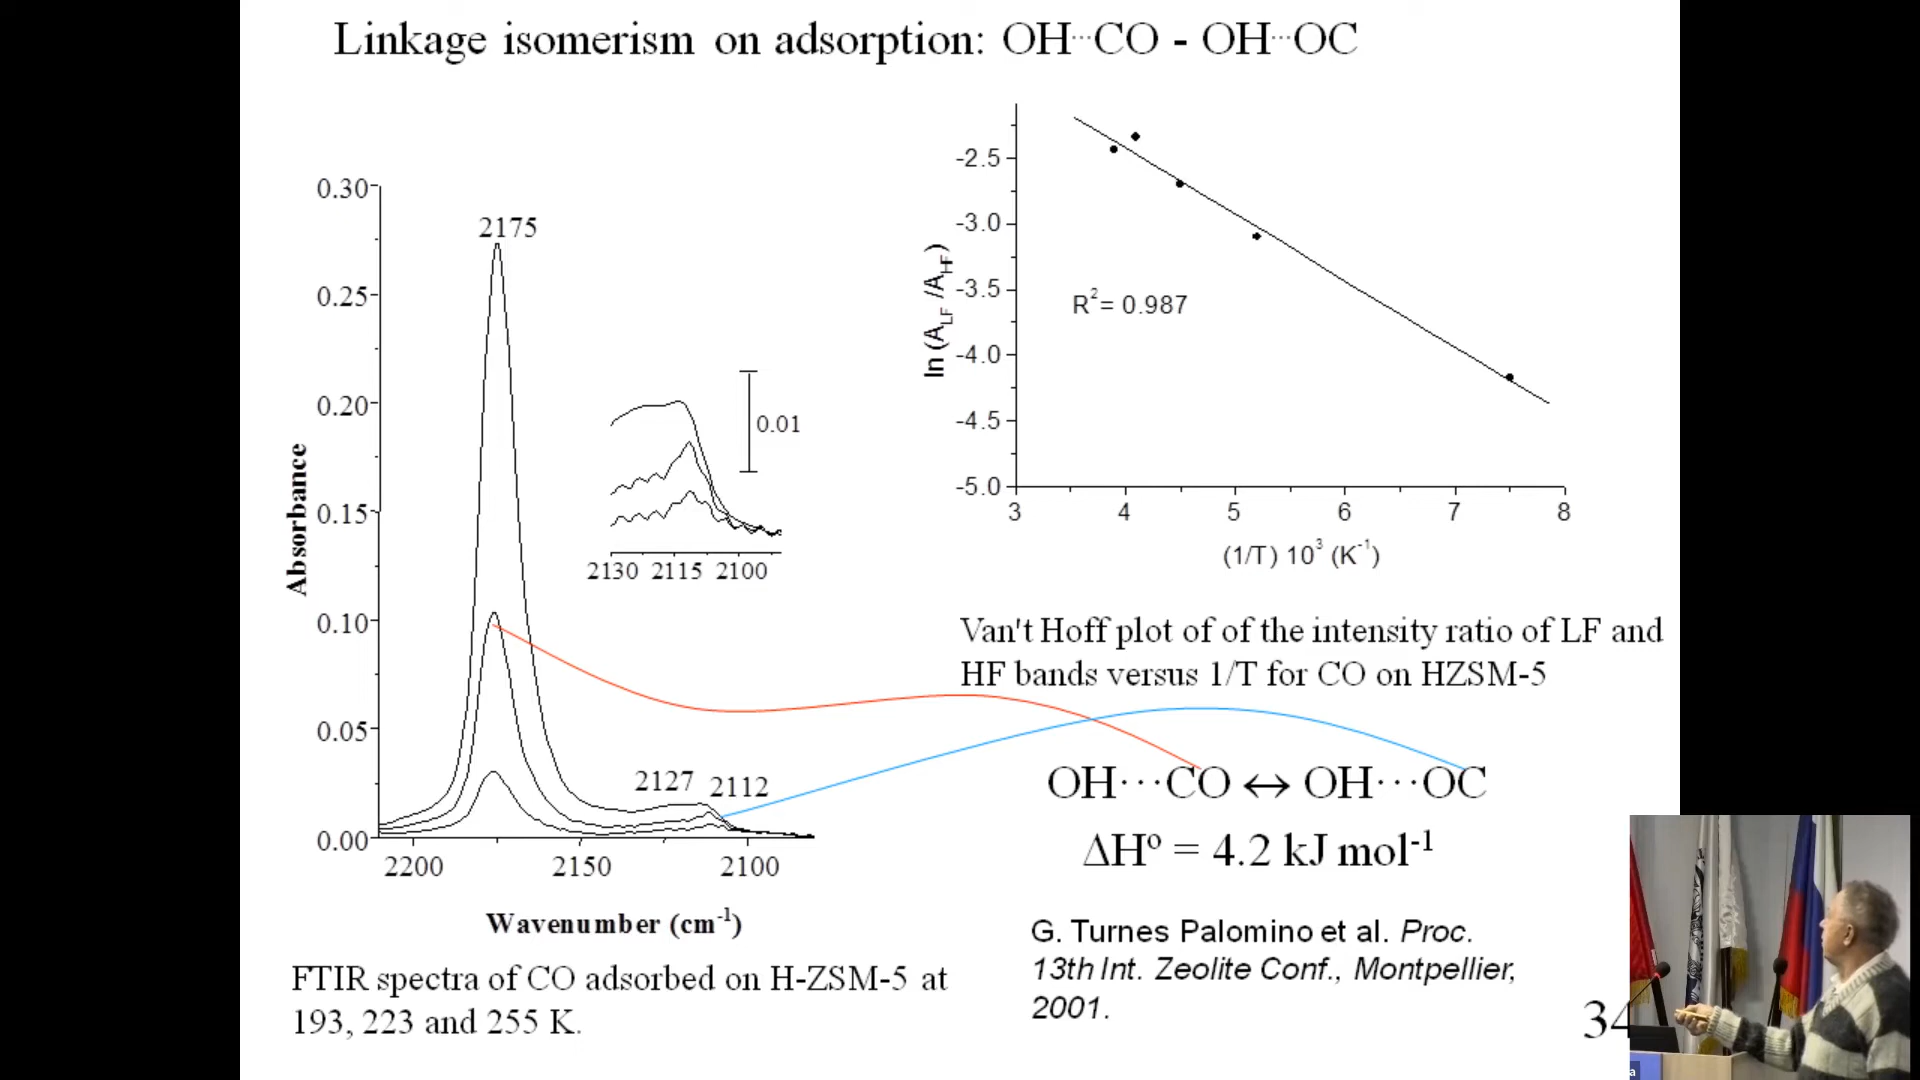 Linkage isomerism on adsorption: OH···CO - OH···OC
0.30
0.25
0.20
0.15
0.10
0.05
0.00
Absorbance
2175
2127 2112
2200 2150 2100
Wavenumber (cm-1)
0.01
2130 2115 2100
FTIR spectra of CO adsorbed on H-ZSM-5 at
193, 223 and 255 K.
-2.5
-3.0
-3.5
-4.0
-4.5
-5.0
ln (ALF /AHF)
R2= 0.987
3 4 5 6 7 8
(1/T) 103 (K-1)
Van't Hoff plot of of the intensity ratio of LF and
HF bands versus 1/T for CO on HZSM-5
OH···CO ↔ OH···OC
ΔHº = 4.2 kJ mol-1
G. Turnes Palomino et al. Proc.
13th Int. Zeolite Conf., Montpellier,
2001.
34